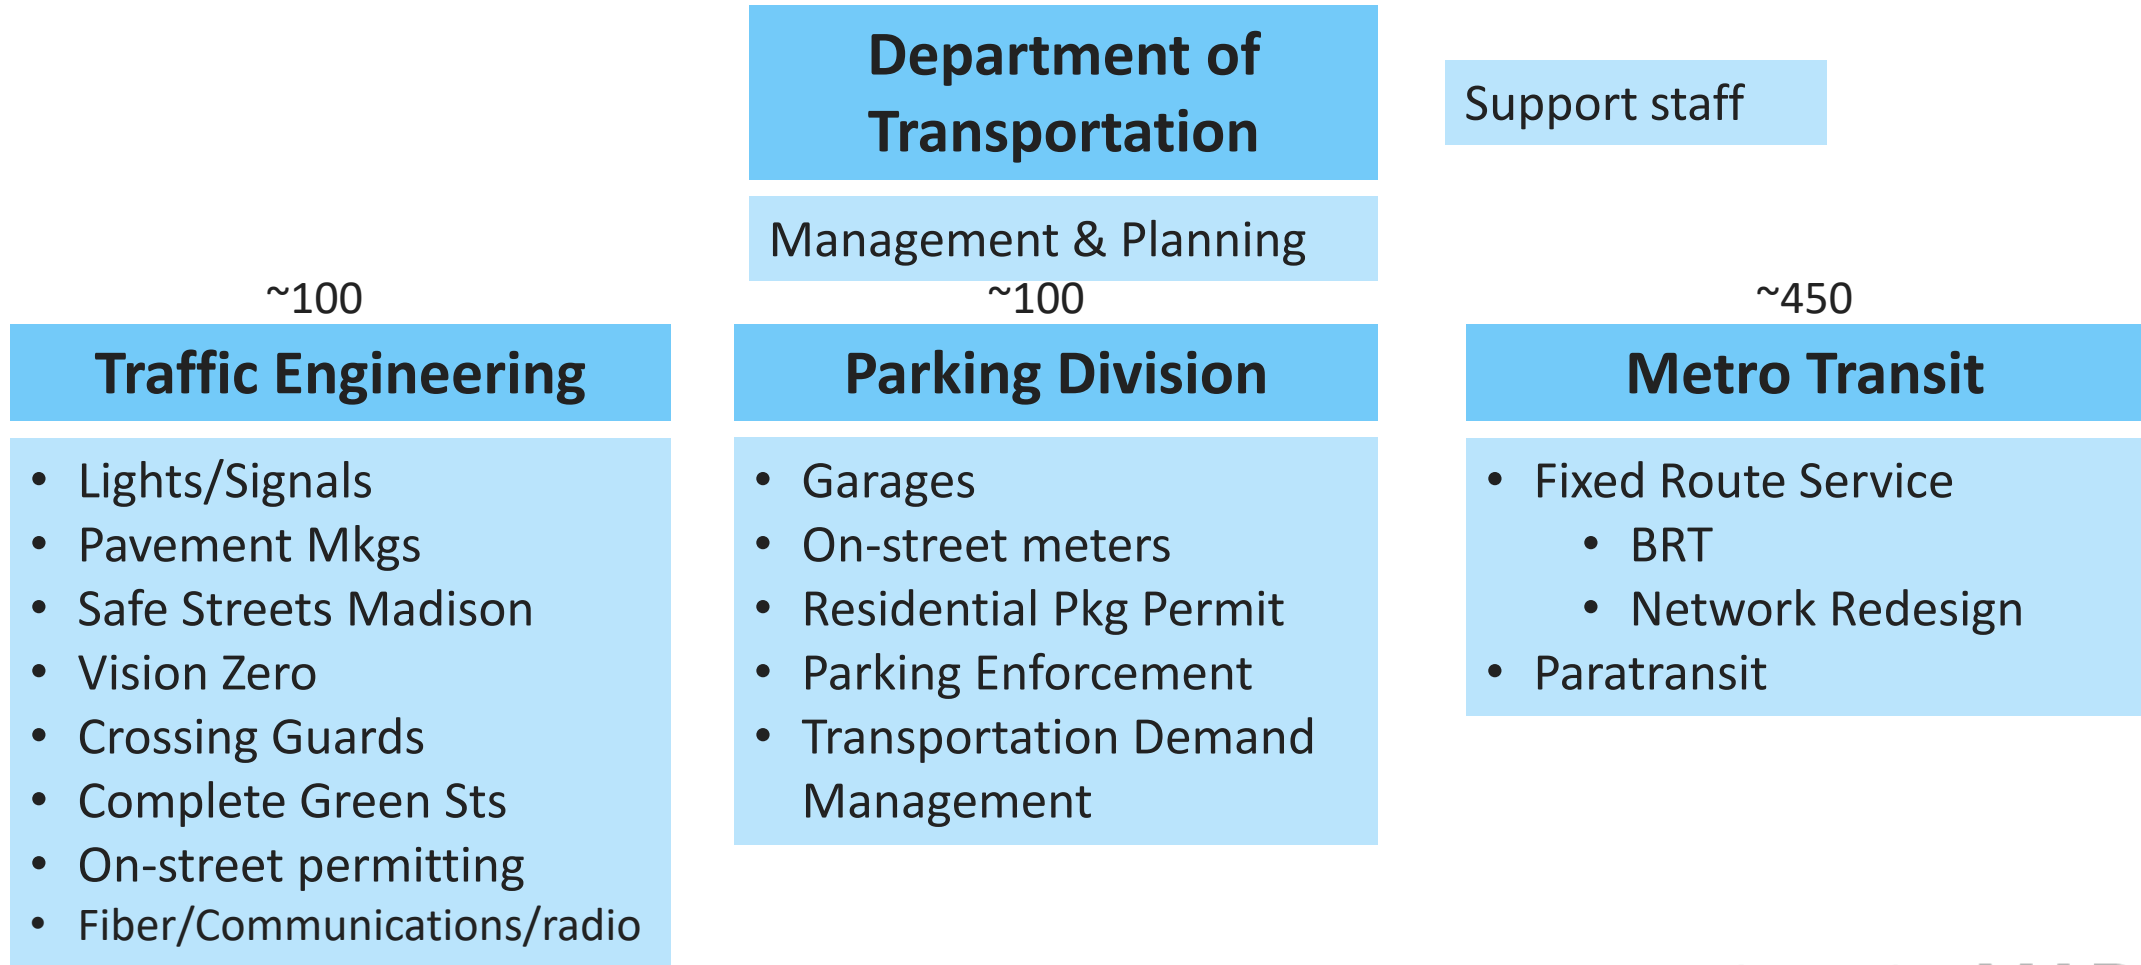 Department of
Transportation
Support staff
Management & Planning
~100
Traffic Engineering
• Lights/Signals
• Pavement Mkgs
• Safe Streets Madison
• Vision Zero
• Crossing Guards
• Complete Green Sts
• On-street permitting
• Fiber/Communications/radio
~100
Parking Division
• Garages
• On-street meters
• Residential Pkg Permit
• Parking Enforcement
• Transportation Demand
Management
~450
Metro Transit
• Fixed Route Service
• BRT
• Network Redesign
• Paratransit